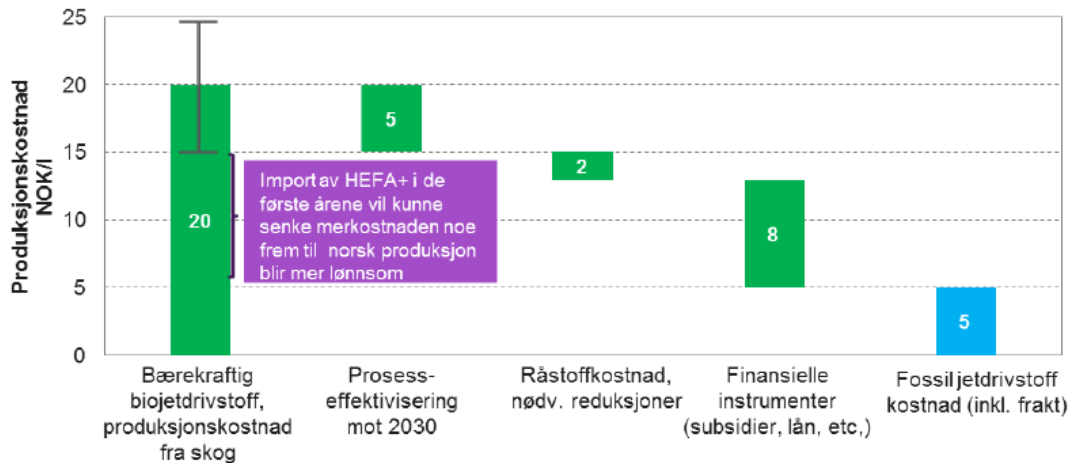 Produksjonskostnad
NOK/l
25
20
15
10
5
0
20
5
2
8
5
Import av HEFA+ i de
første årene vil kunne
senke merkostnaden noe
frem til norsk produksjon
blir mer lønnsom
Bærekraftig
biojetdrivstoff,
produksjonskostnad
fra skog
Prosess-
effektivisering
mot 2030
Råstoffkostnad,
nødv. reduksjoner
Finansielle
instrumenter
(subsidier, lån, etc,)
Fossil jetdrivstoff
kostnad (inkl. frakt)